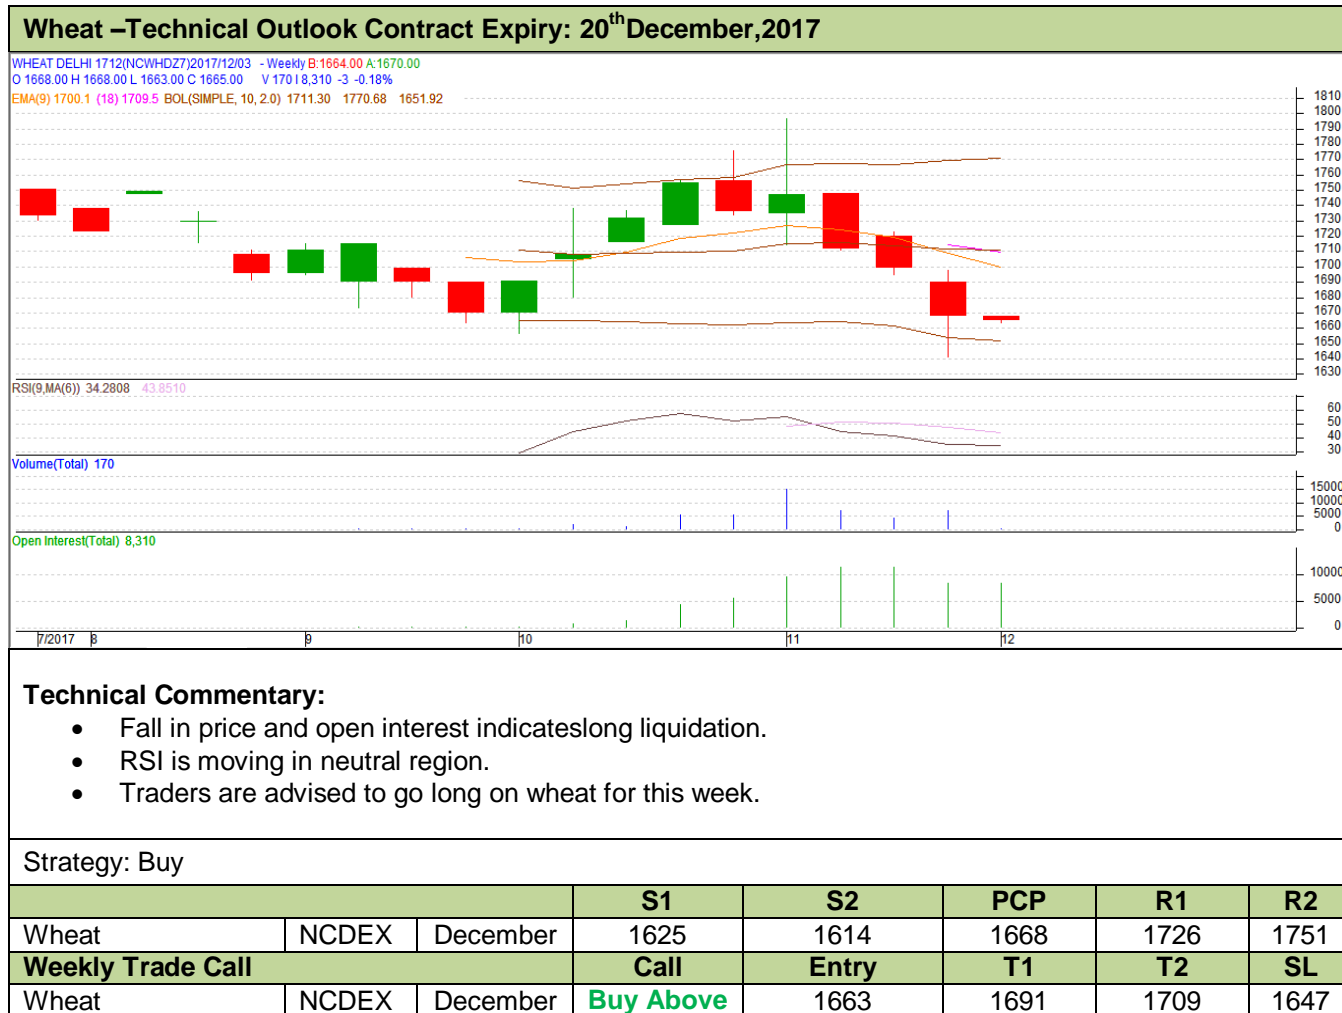 Wheat –Technical Outlook Contract Expiry: 20thDecember,2017
WHEAT DELHI 1712(NCWHDZ7)2017/12/03 - Weekly B:1664.00 A:1670.00
O 1668.00 H 1668.00 L 1663.00 C 1665.00 V 170 I 8,310 -3 -0.18%
EMA(9) 1700.1 (18) 1709.5 BOL(SIMPLE, 10, 2.0) 1711.30 1770.68 1651.92
1810
1800
1790
1780
1770
1760
1750
1740
1730
1720
1710
1700
1690
1680
1670
1660
1650
1640
1630
RSI(9,MA(6)) 34.2808 43.8510
60
50
40
30
Volume(Total) 170
15000
10000
5000
0
Open Interest(Total) 8,310
10000
5000
0
7/2017 8 9 10 11 12
Technical Commentary:
• Fall in price and open interest indicateslong liquidation.
• RSI is moving in neutral region.
• Traders are advised to go long on wheat for this week.
Strategy: Buy
S1 S2 PCP R1 R2
Wheat NCDEX December 1625 1614 1668 1726 1751
Weekly Trade Call Call Entry T1 T2 SL
Wheat NCDEX December Buy Above 1663 1691 1709 1647